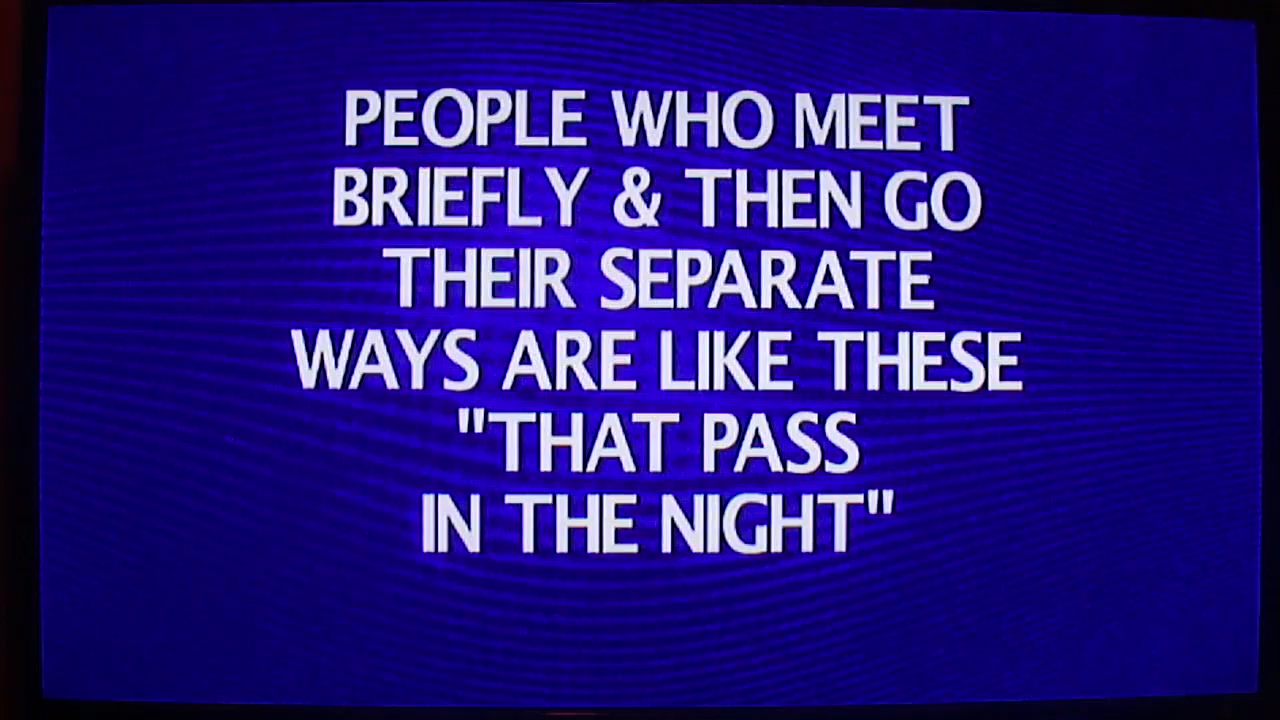 PEOPLE WHO MEET
BRIEFLY & THEN GO
THEIR SEPARATE
WAYS ARE LIKE THESE
"THAT PASS
IN THE NIGHT"